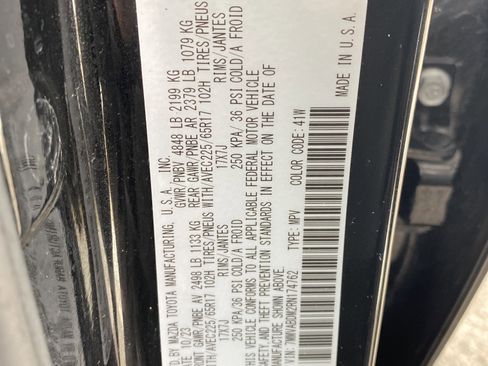 D.BY MAZDA TOYOTA MANUFACTURING, U.S.A. INC.
DATE 10/23 GVWR/PNBV 4848 LB 2199 KG
FRONT GAWR/PNBE AV 2498 LB 1133 KG REAR GAWR/PNBE AR 2379 LB 1079 KG
TIRES/PNEUS WITH/AVEC225/65R17 102H TIRES/PNEUS WITH/AVEC225/65R17 102H TIRES/PNEUS
RIMS/JANTES 17X7J RIMS/JANTES 17X7J RIMS/JANTES
250 KPA/36 PSI COLD/A FROID 250 KPA/36 PSI COLD/A FROID
THIS VEHICLE CONFORMS TO ALL APPLICABLE FEDERAL MOTOR VEHICLE
SAFETY AND THEFT PREVENTION STANDARDS IN EFFECT ON THE DATE OF
MANUFACTURE SHOWN ABOVE.
TYPE: MPV COLOR CODE: 41W MADE IN U.S.A.